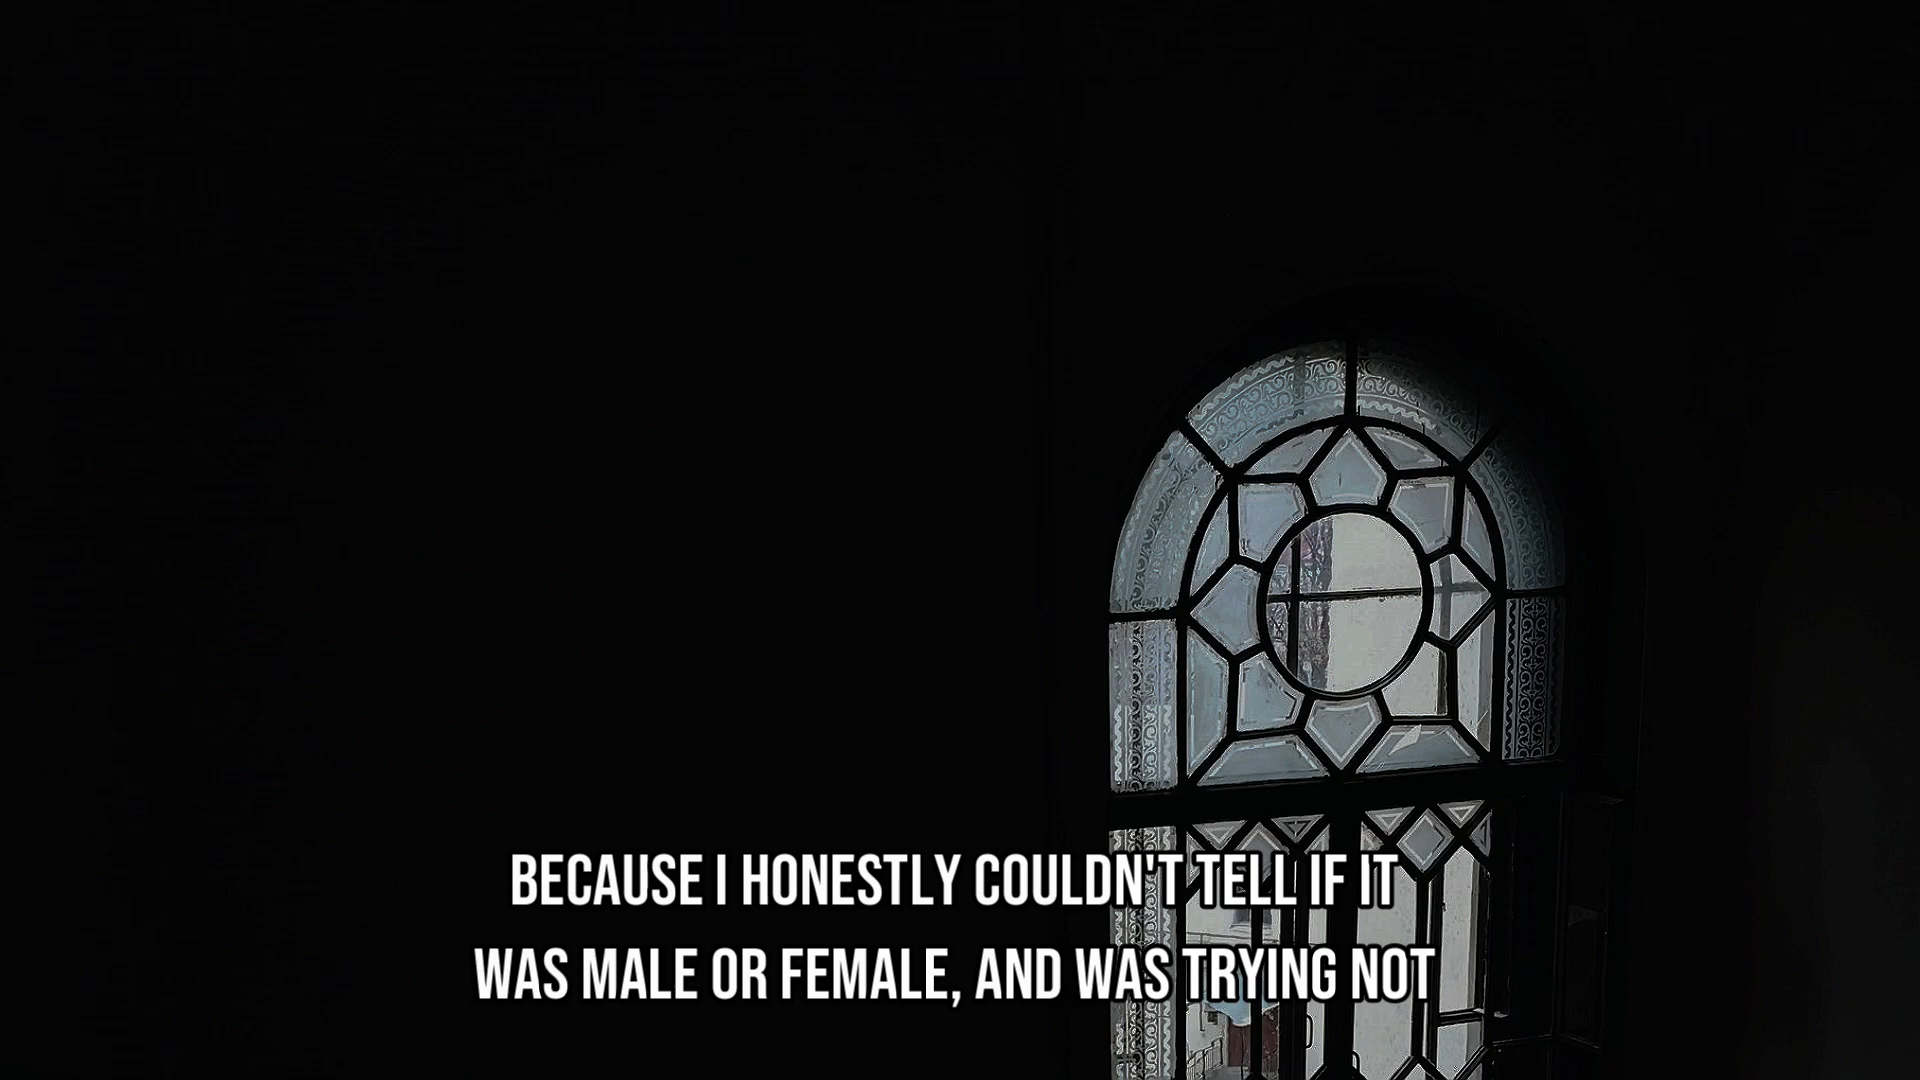 BECAUSE I HONESTLY COULDN'T TELL IF IT
WAS MALE OR FEMALE, AND WAS TRYING NOT